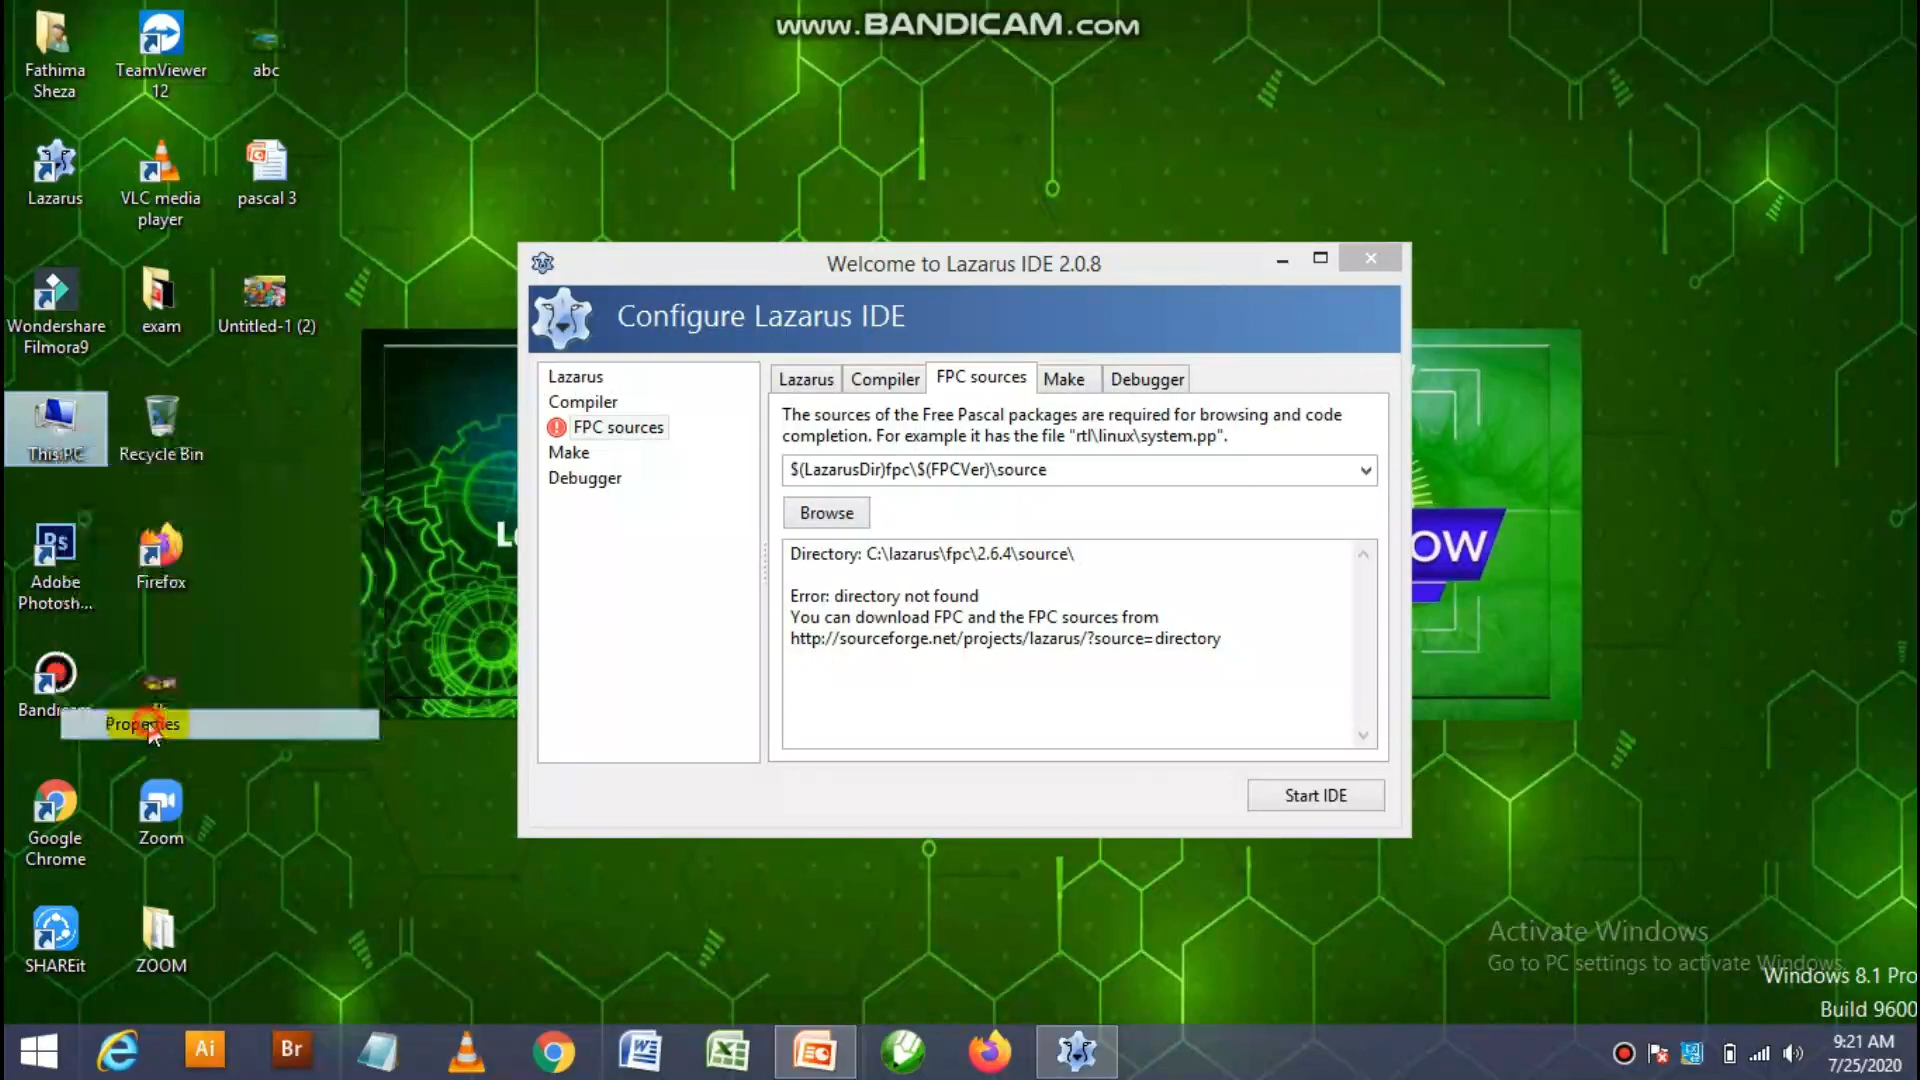 www.BANDICAM.com
Fathima
Sheza
TeamViewer
12
abc
Lazarus
VLC media
player
pascal 3
Wondershare
Filmora9
exam
Untitled-1 (2)
This PC
Recycle Bin
Adobe
Photosh...
Firefox
Properties
Google
Chrome
Zoom
SHAREit
ZOOM
Welcome to Lazarus IDE 2.0.8
Configure Lazarus IDE
Lazarus
Compiler
FPC sources
Make
Debugger
Lazarus
Compiler
FPC sources
Make
Debugger
The sources of the Free Pascal packages are required for browsing and code
completion. For example it has the file "rtl\linux\system.pp".
$(LazarusDir)fpc\$(FPCVer)\source
Browse
Directory: C:\lazarus\fpc\2.6.4\source\
Error: directory not found
You can download FPC and the FPC sources from
http://sourceforge.net/projects/lazarus/?source=directory
Start IDE
OW
Activate Windows
Go to PC settings to activate Windows.
Windows 8.1 Pro
Build 9600
Ps
Ai
Br
9:21 AM
7/25/2020